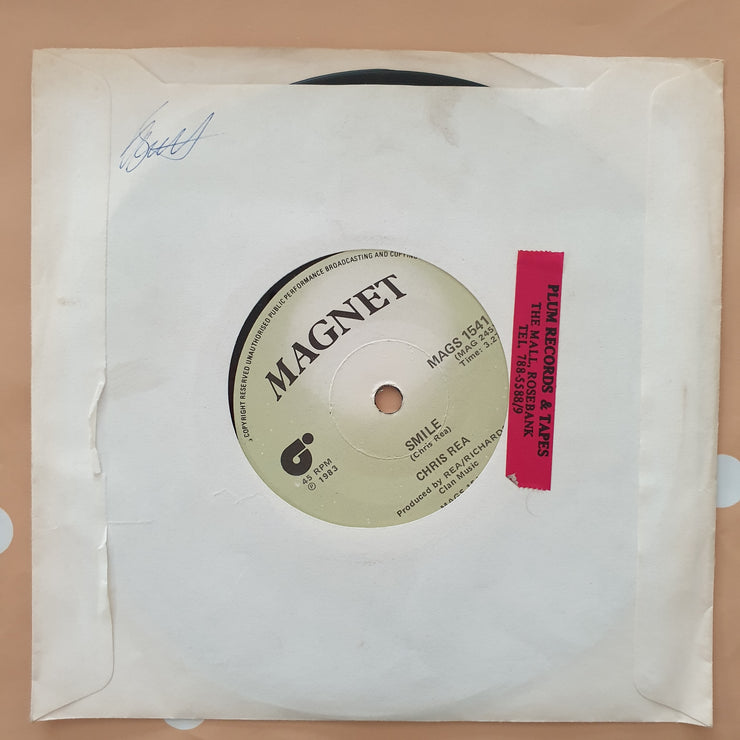 COPYRIGHT RESERVED UNAUTHORISED PUBLIC PERFORMANCE BROADCASTING AND COPYING
MAGNET
MAGS 1541
(MAG 245)
Time: 3.2
SMILE
(Chris Rea)
CHRIS REA
Produced by REA/RICHARD
Clan Music
45 RPM
℗ 1983
PLUM RECORDS & TAPES
THE MALL, ROSEBANK
TEL. 788-5588/9